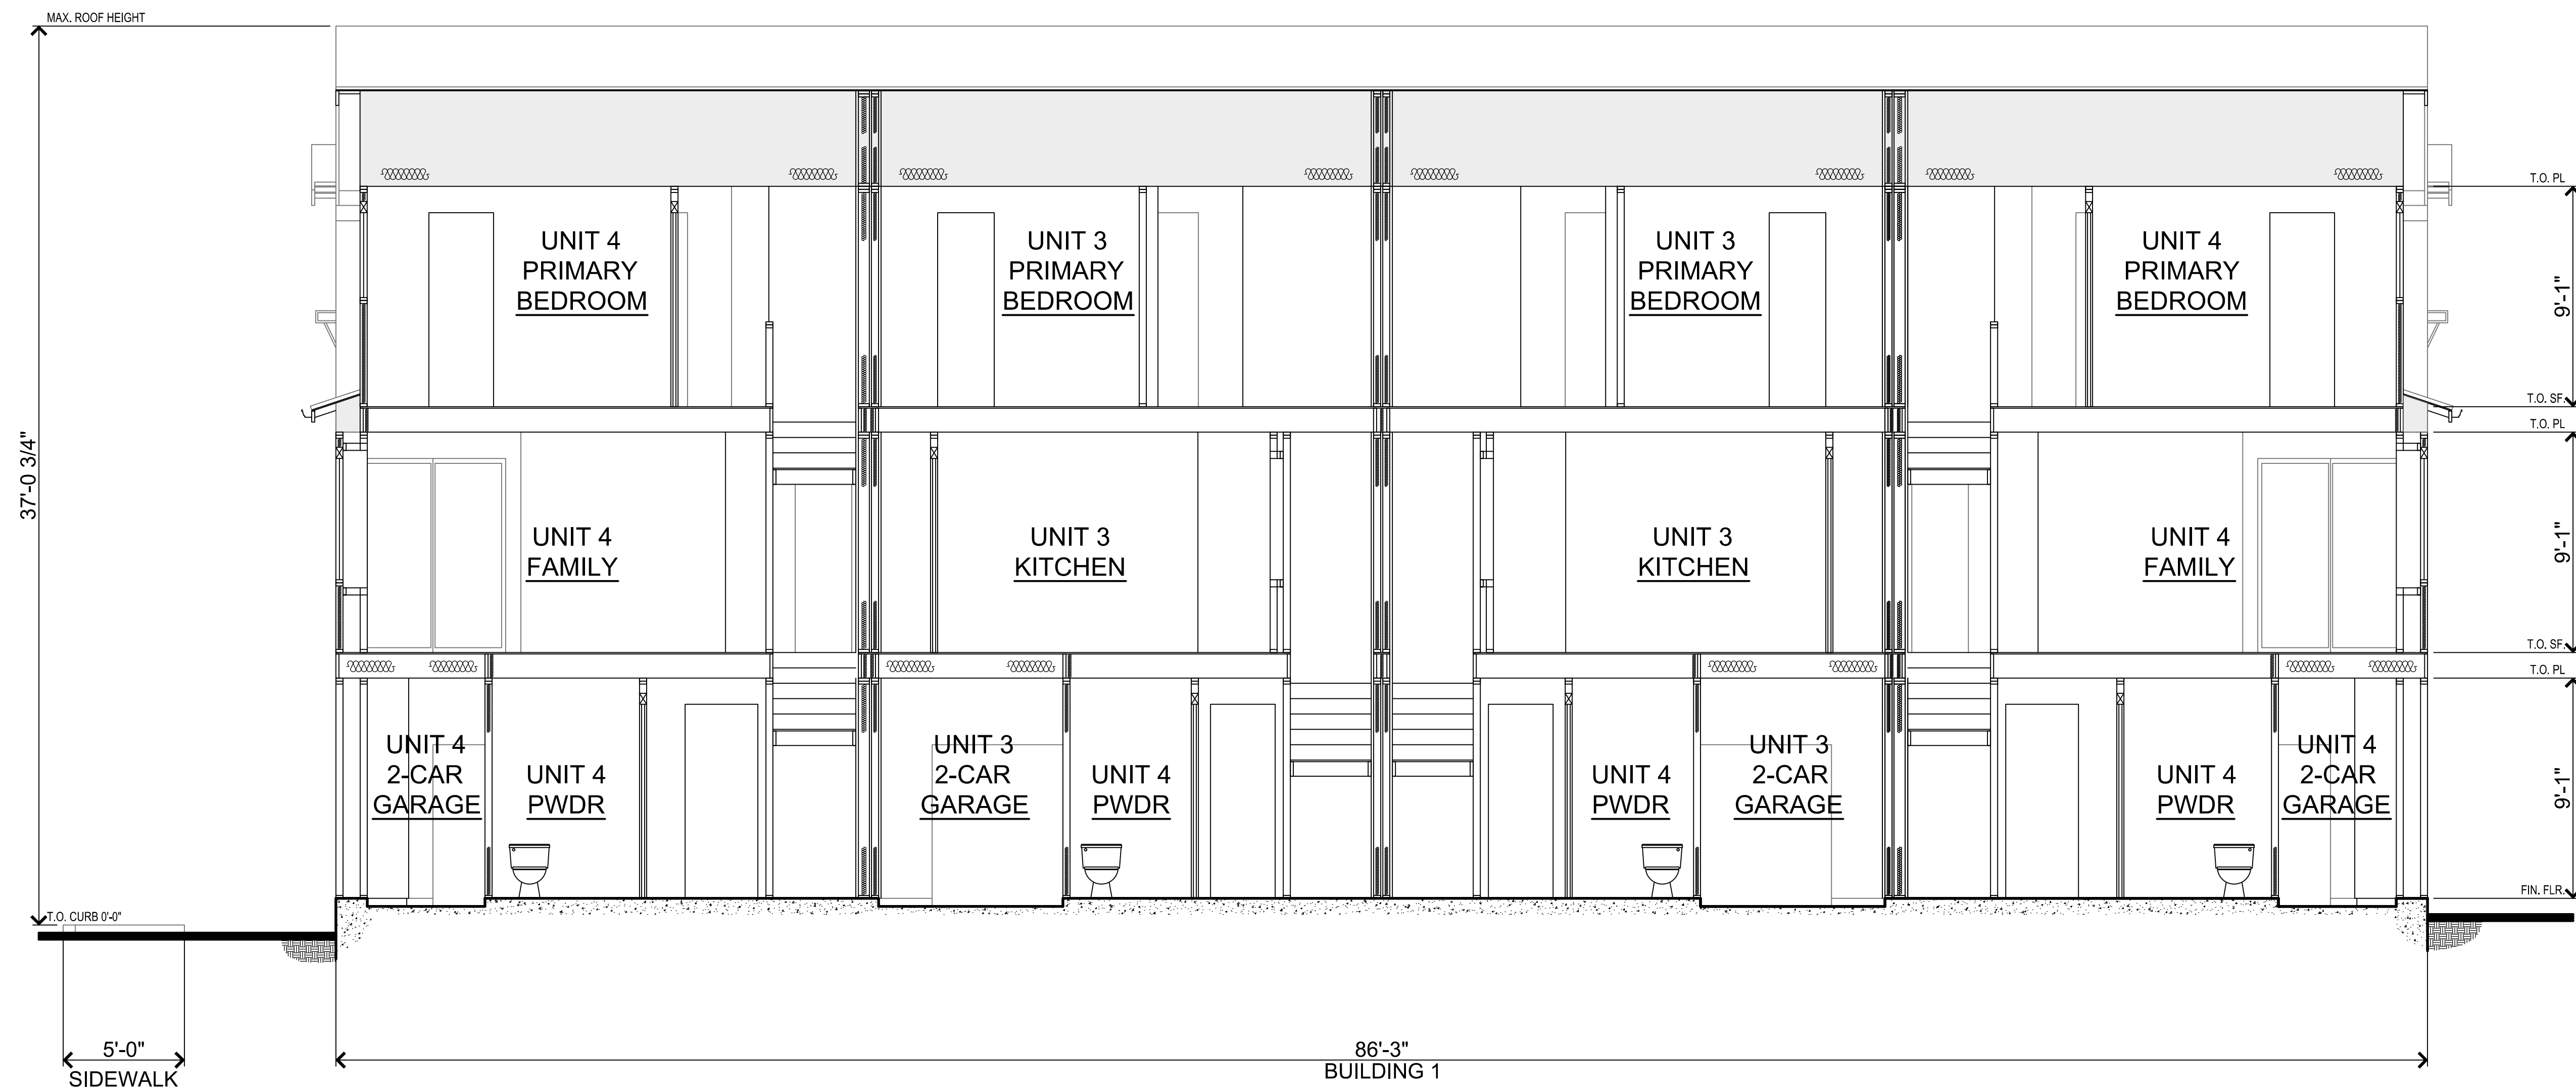 MAX. ROOF HEIGHT
T.O. PL
UNIT 4
PRIMARY
BEDROOM
UNIT 3
PRIMARY
BEDROOM
UNIT 3
PRIMARY
BEDROOM
UNIT 4
PRIMARY
BEDROOM
9'-1"
T.O. SF.
T.O. PL
37'-0 3/4"
UNIT 4
FAMILY
UNIT 3
KITCHEN
UNIT 3
KITCHEN
UNIT 4
FAMILY
9'-1"
T.O. SF.
T.O. PL
UNIT 4
2-CAR
GARAGE
UNIT 4
PWDR
UNIT 3
2-CAR
GARAGE
UNIT 4
PWDR
UNIT 4
PWDR
UNIT 3
2-CAR
GARAGE
UNIT 4
PWDR
UNIT 4
2-CAR
GARAGE
9'-1"
FIN. FLR.
T.O. CURB 0'-0"
5'-0"
SIDEWALK
86'-3"
BUILDING 1